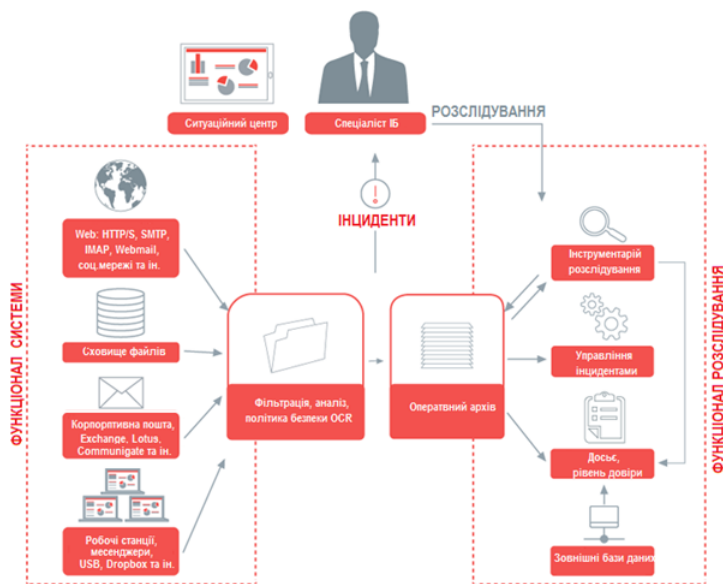 Ситуаційний центр
Спеціаліст ІБ
РОЗСЛІДУВАННЯ
ІНЦИДЕНТИ
ФУНКЦІОНАЛ СИСТЕМИ
Web: HTTP/S, SMTP,
IMAP, Webmail,
соц.мережі та ін.
Сховище файлів
Корпортивна пошта,
Exchange, Lotus,
Communigate та ін.
Робочі станції,
месенджери,
USB, Dropbox та ін.
Фільтрація, аналіз,
політика безпеки OCR
Оперативний архів
Інструментарій
розслідування
Управління
інцидентами
Досьє,
рівень довіри
Зовнішні бази даних
ФУНКЦІОНАЛ РОЗСЛІДУВАННЯ